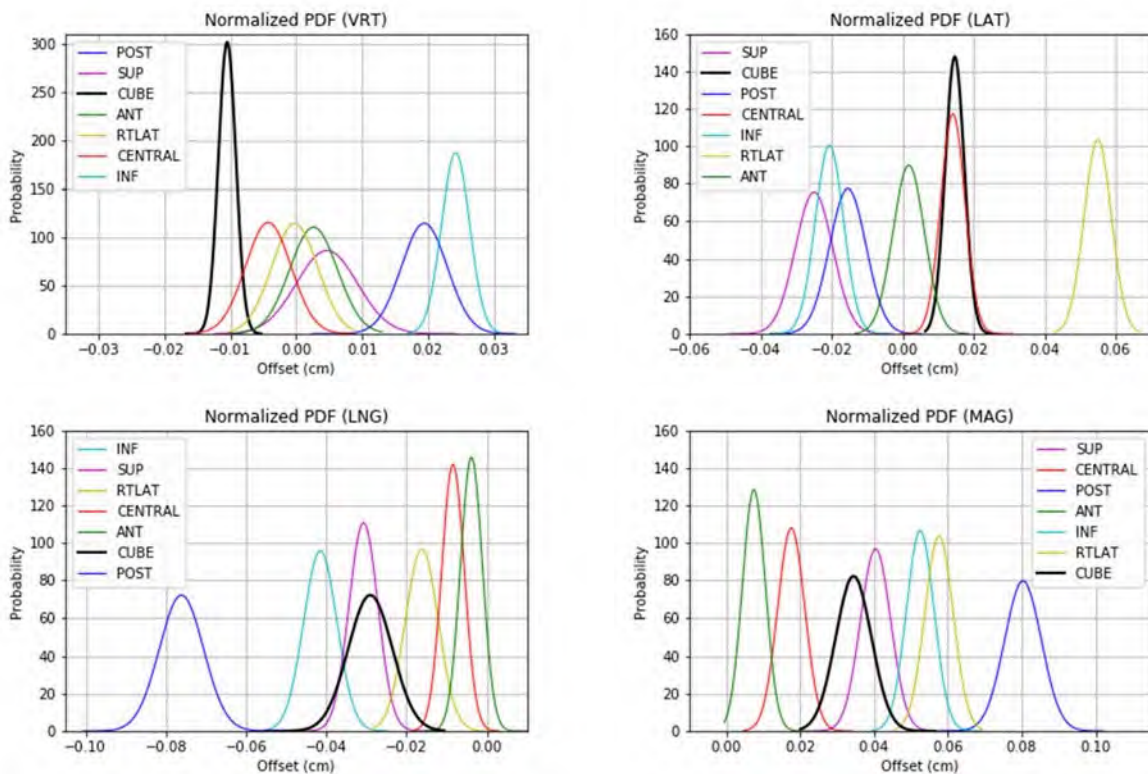 Normalized PDF (VRT)
300
250
200
150
100
50
0
Probability
POST
SUP
CUBE
ANT
RTLAT
CENTRAL
INF
−0.03 −0.02 −0.01 0.00 0.01 0.02 0.03
Offset (cm)
Normalized PDF (LAT)
160
140
120
100
80
60
40
20
0
Probability
SUP
CUBE
POST
CENTRAL
INF
RTLAT
ANT
−0.06 −0.04 −0.02 0.00 0.02 0.04 0.06
Offset (cm)
Normalized PDF (LNG)
160
140
120
100
80
60
40
20
0
Probability
INF
SUP
RTLAT
CENTRAL
ANT
CUBE
POST
−0.10 −0.08 −0.06 −0.04 −0.02 0.00
Offset (cm)
Normalized PDF (MAG)
160
140
120
100
80
60
40
20
0
Probability
SUP
CENTRAL
POST
ANT
INF
RTLAT
CUBE
0.00 0.02 0.04 0.06 0.08 0.10
Offset (cm)